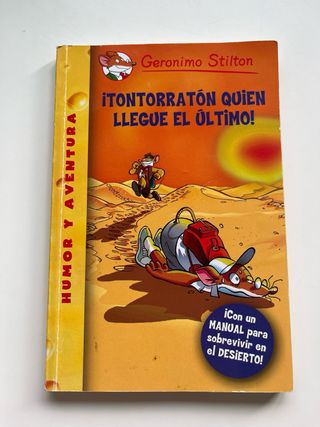 Geronimo Stilton
¡TONTORRATÓN QUIEN
LLEGUE EL ÚLTIMO!
HUMOR Y AVENTURA
¡Con un
MANUAL para
sobrevivir en
el DESIERTO!